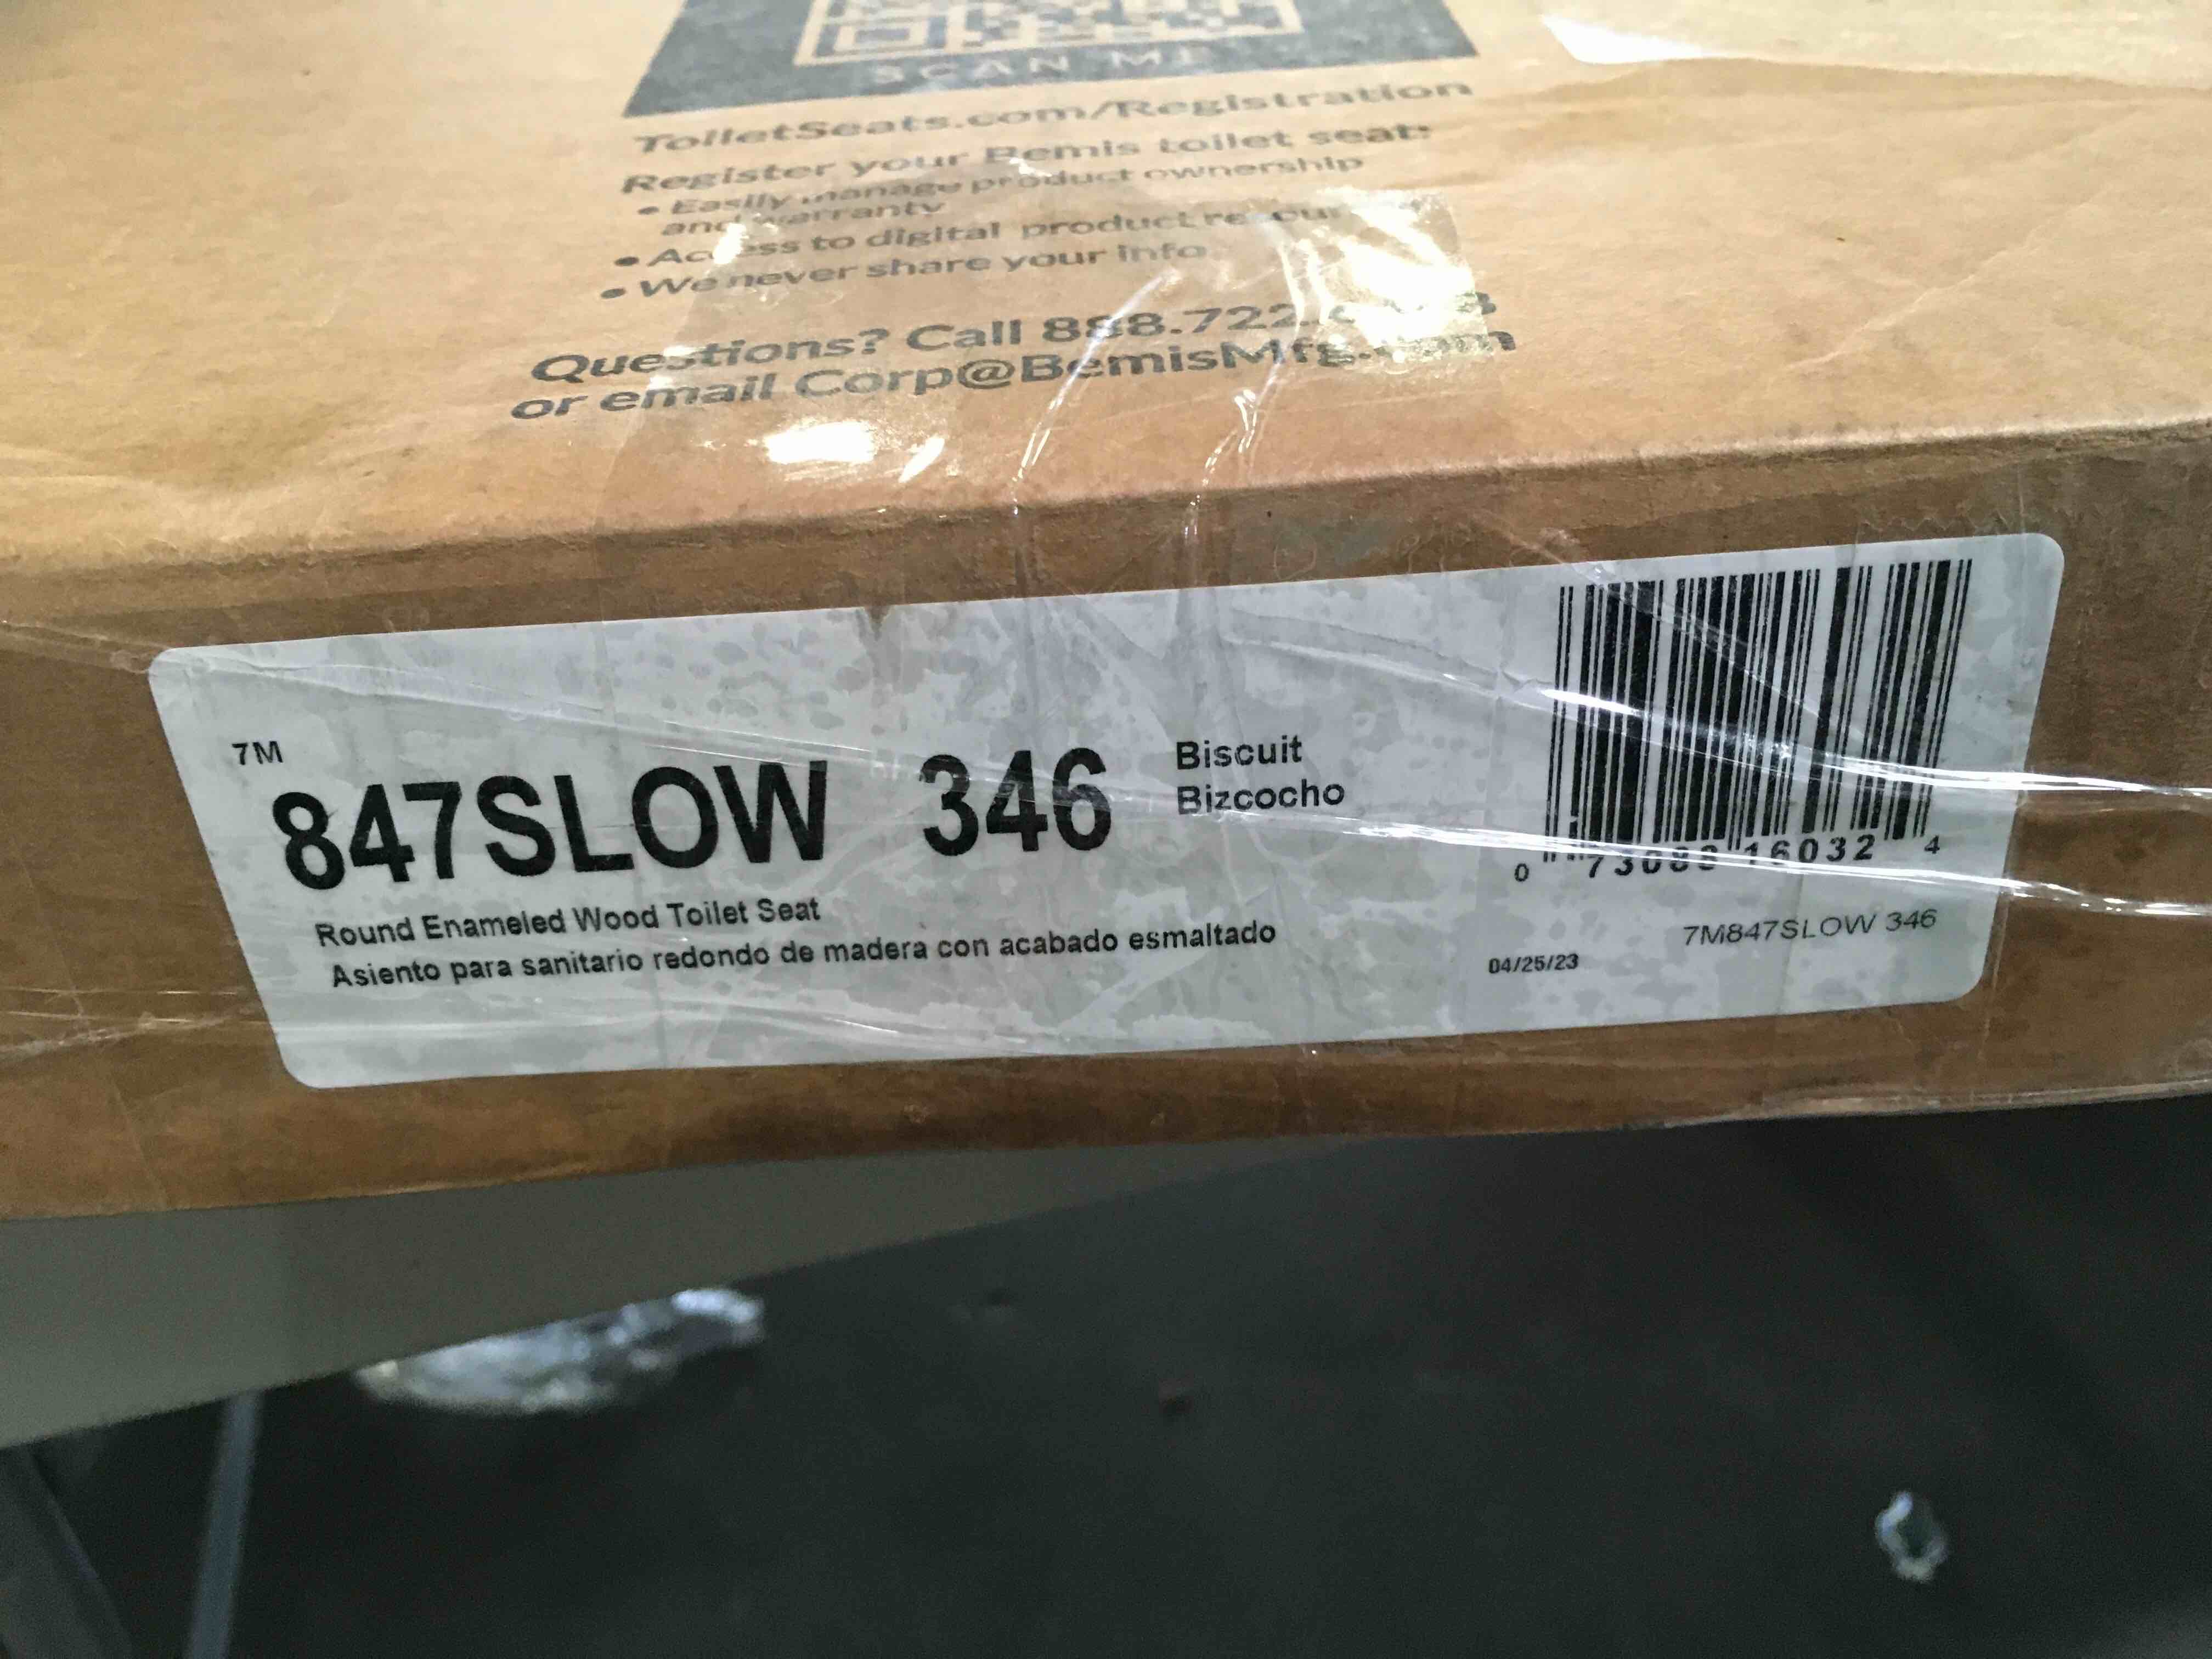 SCAN ME
ToiletSeats.com/Registration
Register your Bemis toilet seat:
• Easily manage product ownership
and warranty
• Access to digital product
• We never share your info.
Questions? Call
or email Corp@BemisMfg.com
7M
847SLOW 346
Biscuit
Bizcocho
Round Enameled Wood Toilet Seat
Asiento para sanitario redondo de madera con acabado esmaltado
0 16032 4
7M847SLOW 346
04/25/23